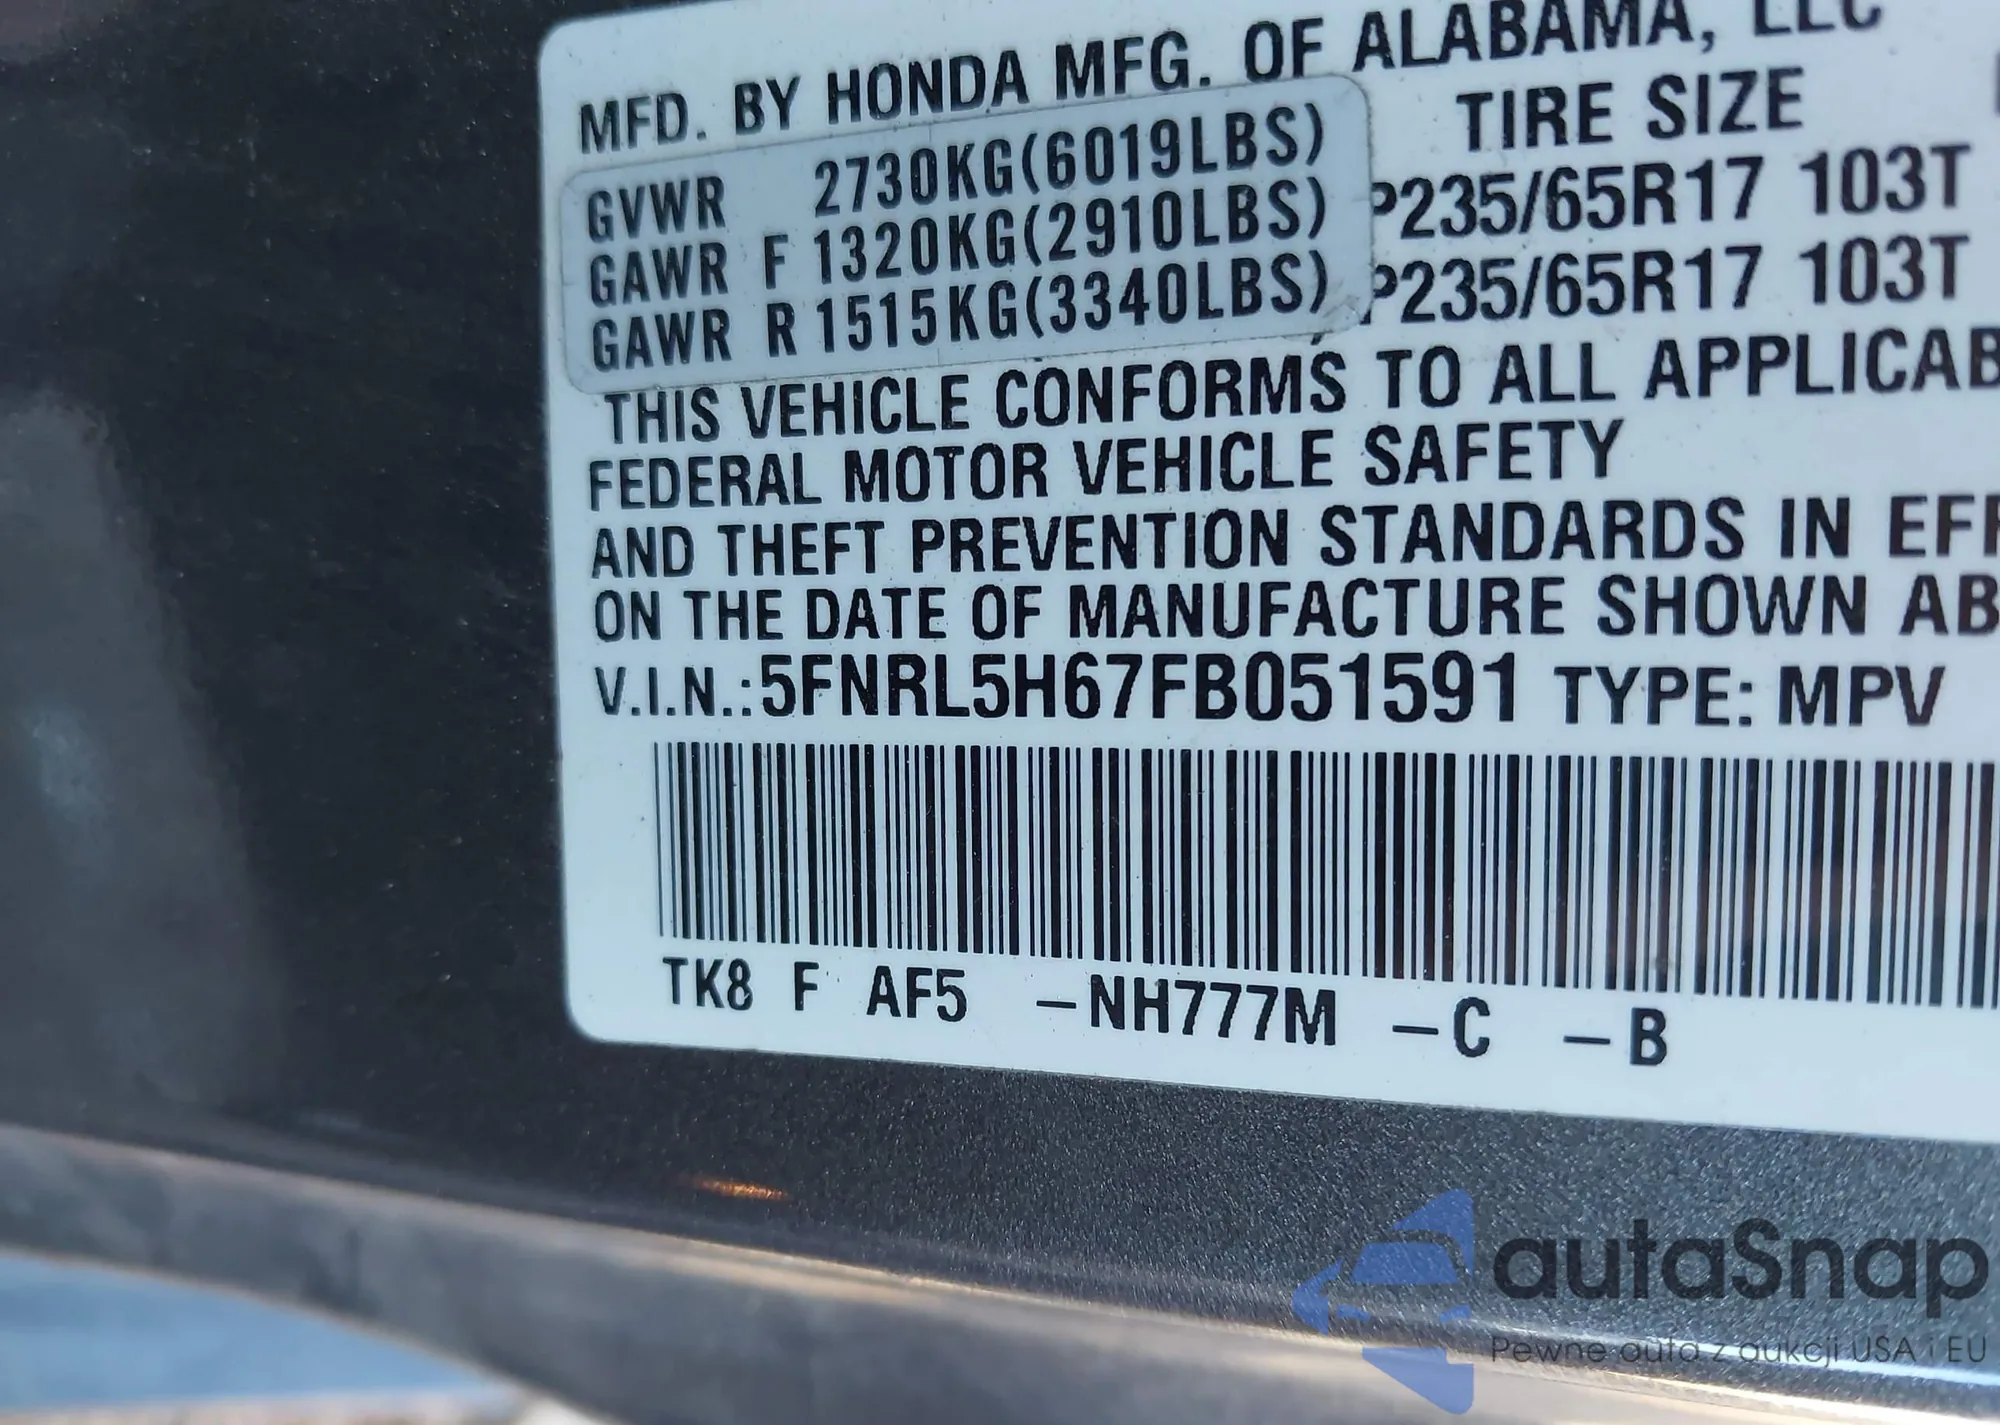 MFD. BY HONDA MFG. OF ALABAMA, LLC
TIRE SIZE
GVWR 2730KG(6019LBS)
GAWR F 1320KG(2910LBS) P235/65R17 103T
GAWR R 1515KG(3340LBS) P235/65R17 103T
THIS VEHICLE CONFORMS TO ALL APPLICAB
FEDERAL MOTOR VEHICLE SAFETY
AND THEFT PREVENTION STANDARDS IN EFF
ON THE DATE OF MANUFACTURE SHOWN AB
V.I.N.:5FNRL5H67FB051591 TYPE: MPV
TK8 F AF5 -NH777M -C -B
autaSnap
Pewne auta z aukcji USA i EU